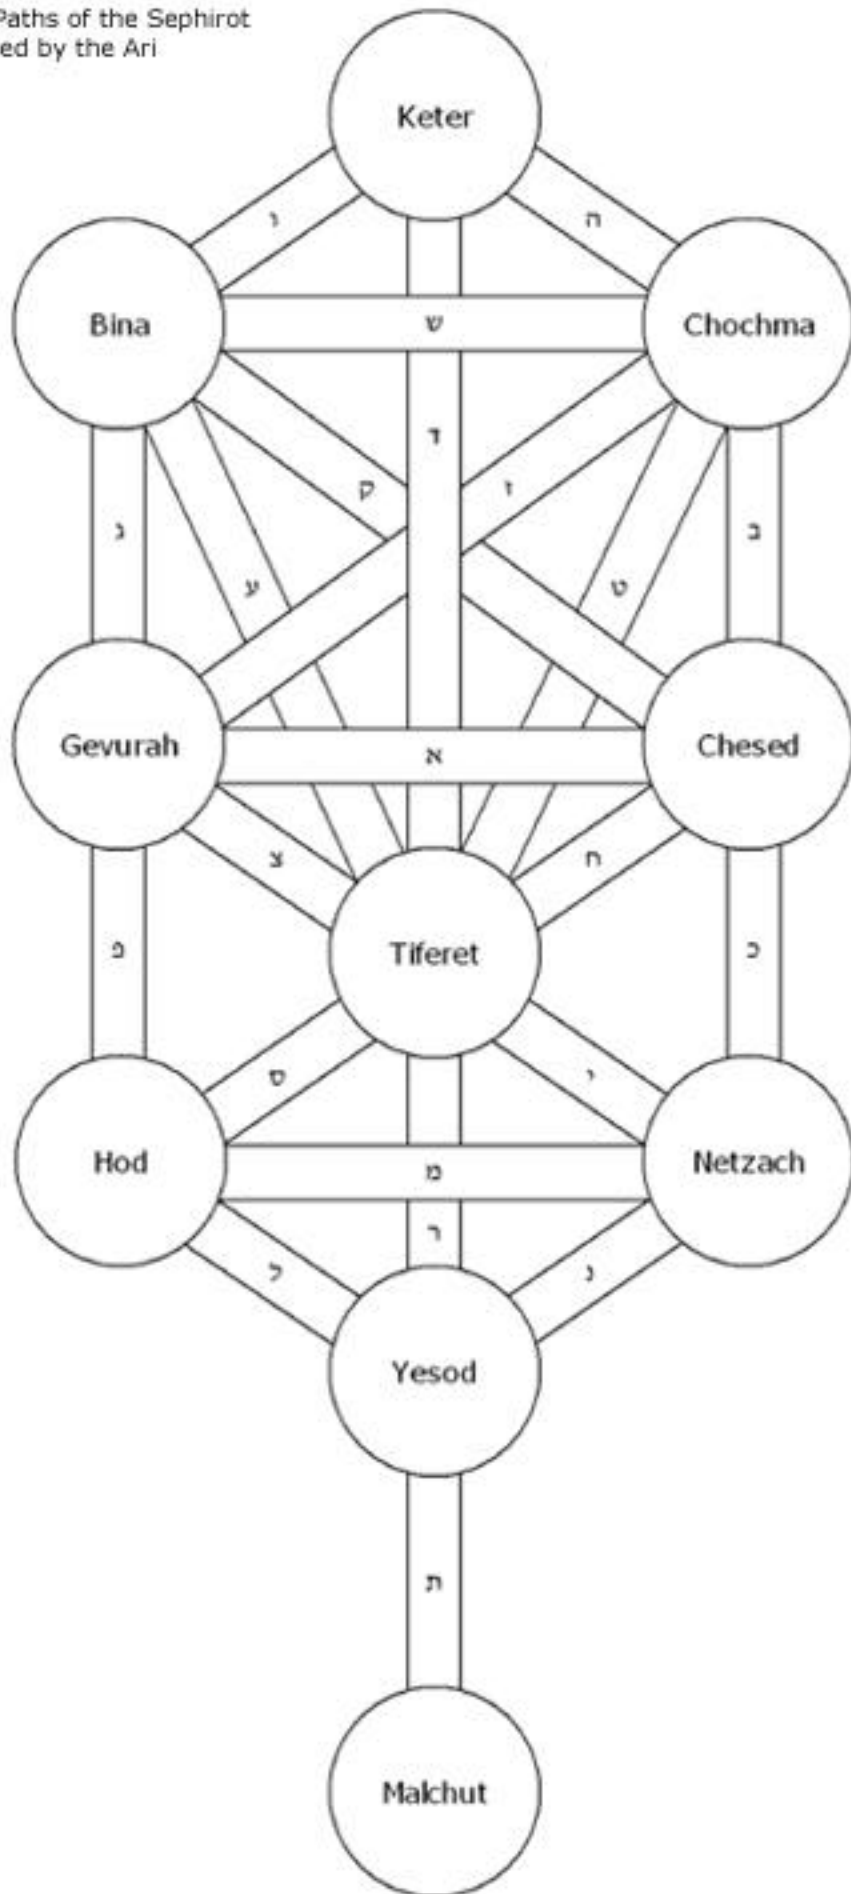 Paths of the Sephirot
ed by the Ari
Keter
ו
ה
Bina
ש
Chochma
ד
ק
ז
ג
ב
ע
ט
Gevurah
א
Chesed
צ
ח
פ
Tiferet
כ
ס
י
Hod
מ
Netzach
ר
ל
נ
Yesod
ת
Malchut